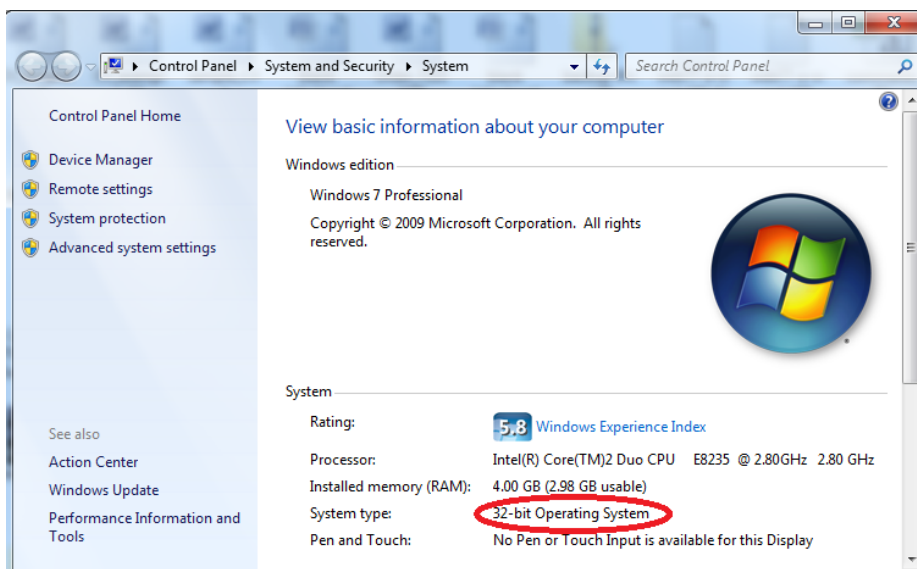 Control Panel ▸ System and Security ▸ System
Search Control Panel
Control Panel Home
Device Manager
Remote settings
System protection
Advanced system settings
See also
Action Center
Windows Update
Performance Information and
Tools
View basic information about your computer
Windows edition
Windows 7 Professional
Copyright © 2009 Microsoft Corporation. All rights
reserved.
System
Rating: 5.8 Windows Experience Index
Processor: Intel(R) Core(TM)2 Duo CPU E8235 @ 2.80GHz 2.80 GHz
Installed memory (RAM): 4.00 GB (2.98 GB usable)
System type: 32-bit Operating System
Pen and Touch: No Pen or Touch Input is available for this Display